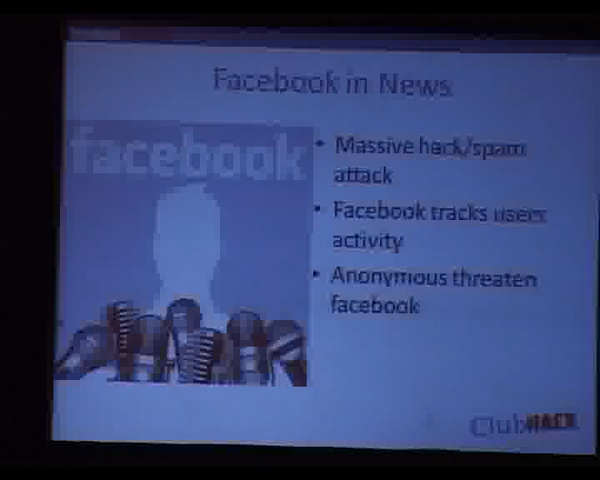 Facebook in News
facebook
• Massive hack/spam
attack
• Facebook tracks users
activity
• Anonymous threaten
facebook
ClubHACK